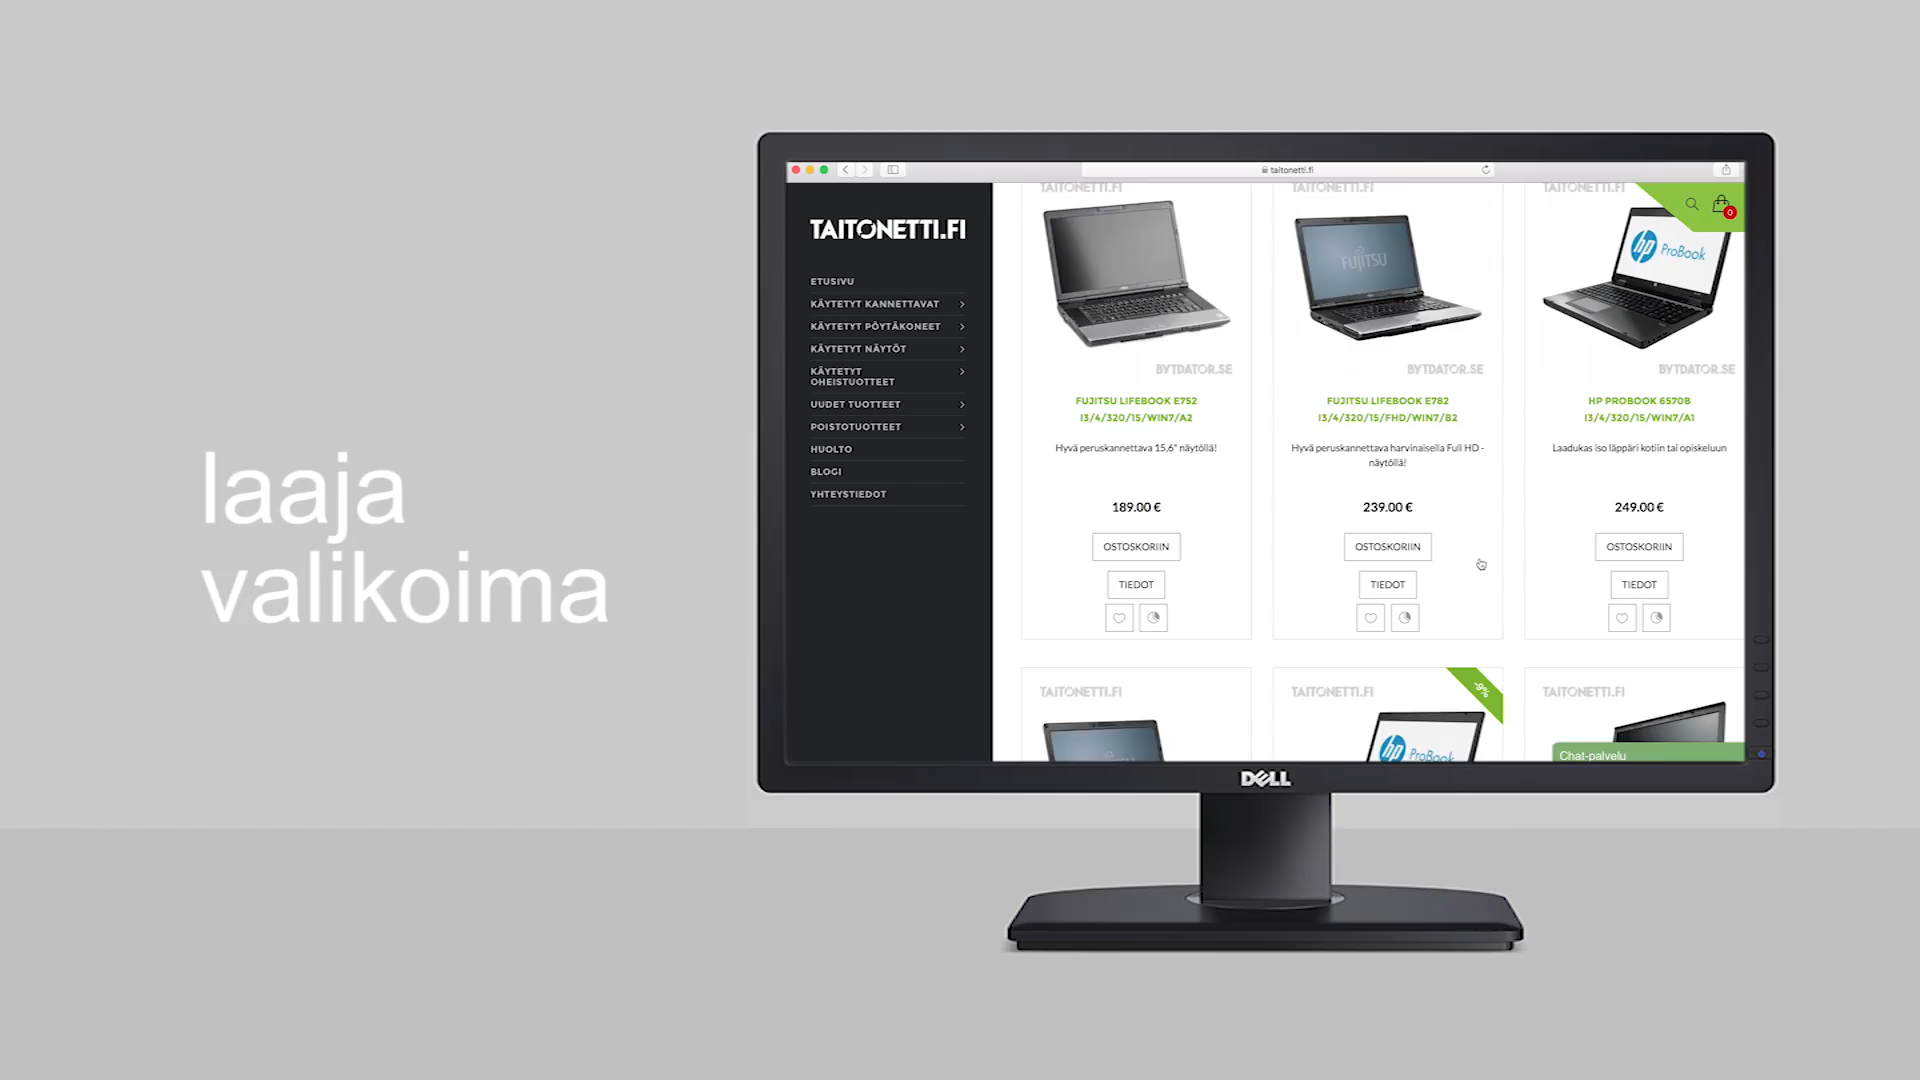 laaja
valikoima
taitonetti.fi
TAITONETTI.FI
ETUSIVU
KÄYTETYT KANNETTAVAT
KÄYTETYT PÖYTÄKONEET
KÄYTETYT NÄYTÖT
KÄYTETYT
OHEISTUOTTEET
UUDET TUOTTEET
POISTOTUOTTEET
HUOLTO
BLOGI
YHTEYSTIEDOT
TAITONETTI.FI
BYTDATOR.SE
FUJITSU LIFEBOOK E752
I3/4/320/15/WIN7/A2
Hyvä peruskannettava 15,6" näytöllä!
189.00 €
OSTOSKORIIN
TIEDOT
TAITONETTI.FI
FUJITSU
BYTDATOR.SE
FUJITSU LIFEBOOK E782
I3/4/320/15/FHD/WIN7/B2
Hyvä peruskannettava harvinaisella Full HD -
näytöllä!
239.00 €
OSTOSKORIIN
TIEDOT
TAITONETTI.FI
0
hp ProBook
BYTDATOR.SE
HP PROBOOK 6570B
I3/4/320/15/WIN7/A1
Laadukas iso läppäri kotiin tai opiskeluun
249.00 €
OSTOSKORIIN
TIEDOT
TAITONETTI.FI
TAITONETTI.FI
-9%
hp ProBook
TAITONETTI.FI
Chat-palvelu
DELL